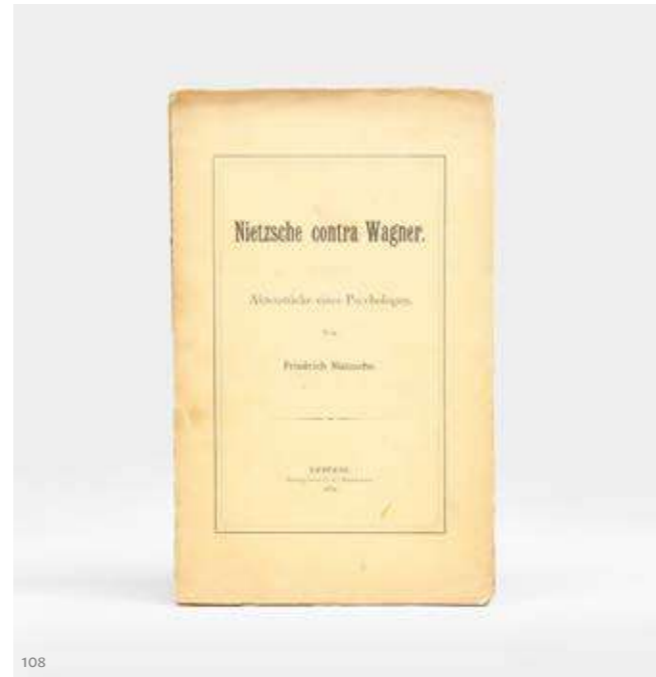 Nietzsche contra Wagner.
Aktenstücke eines Psychologen.
Von
Friedrich Nietzsche.
LEIPZIG.
108